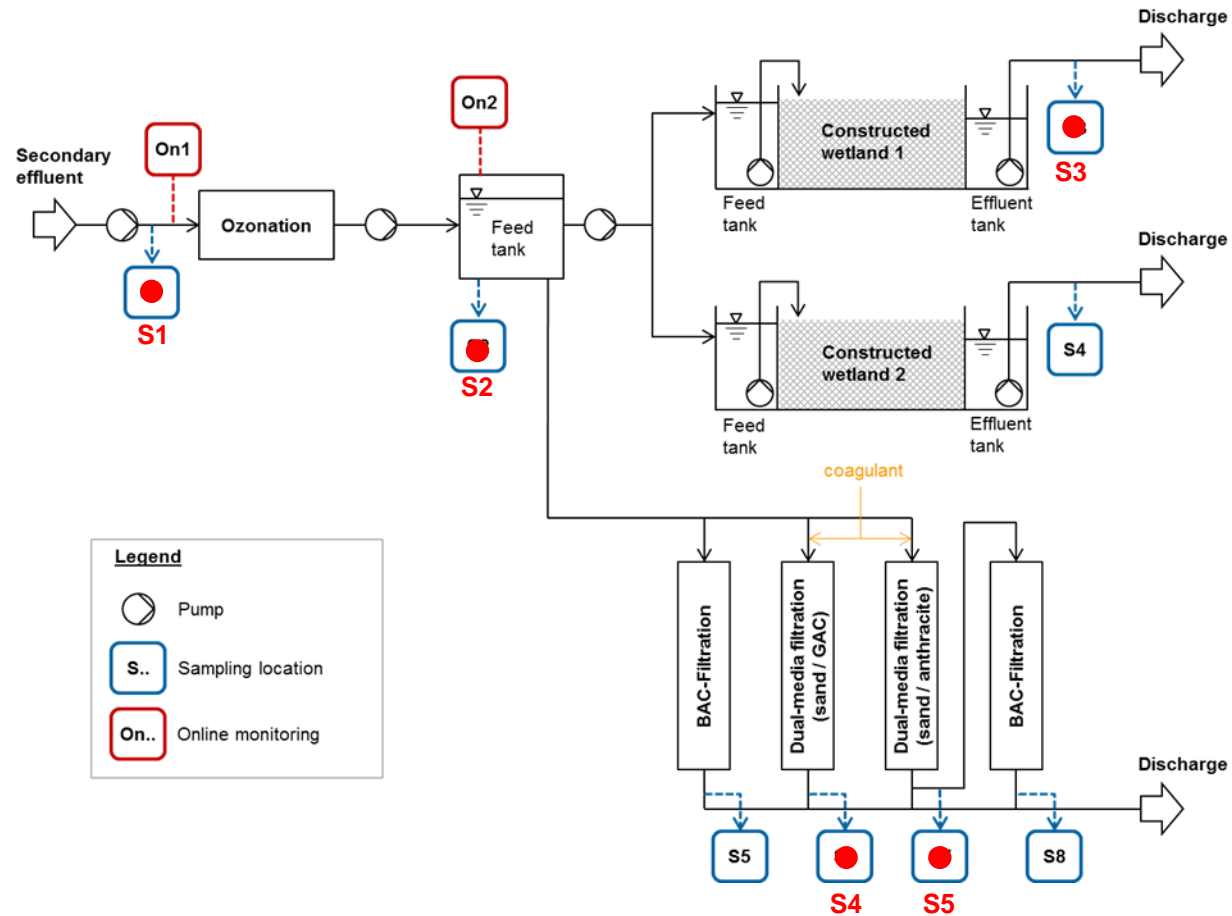 Discharge
On2
On1
Secondary
effluent
Constructed
wetland 1
S3
Ozonation
Feed
tank
Feed
tank
Effluent
tank
Discharge
S1
S2
Constructed
wetland 2
S4
Feed
tank
Effluent
tank
coagulant
Legend
Pump
S..
Sampling location
On..
Online monitoring
BAC-Filtration
Dual-media filtration
(sand / GAC)
Dual-media filtration
(sand / anthracite)
BAC-Filtration
Discharge
S5
S8
S4
S5